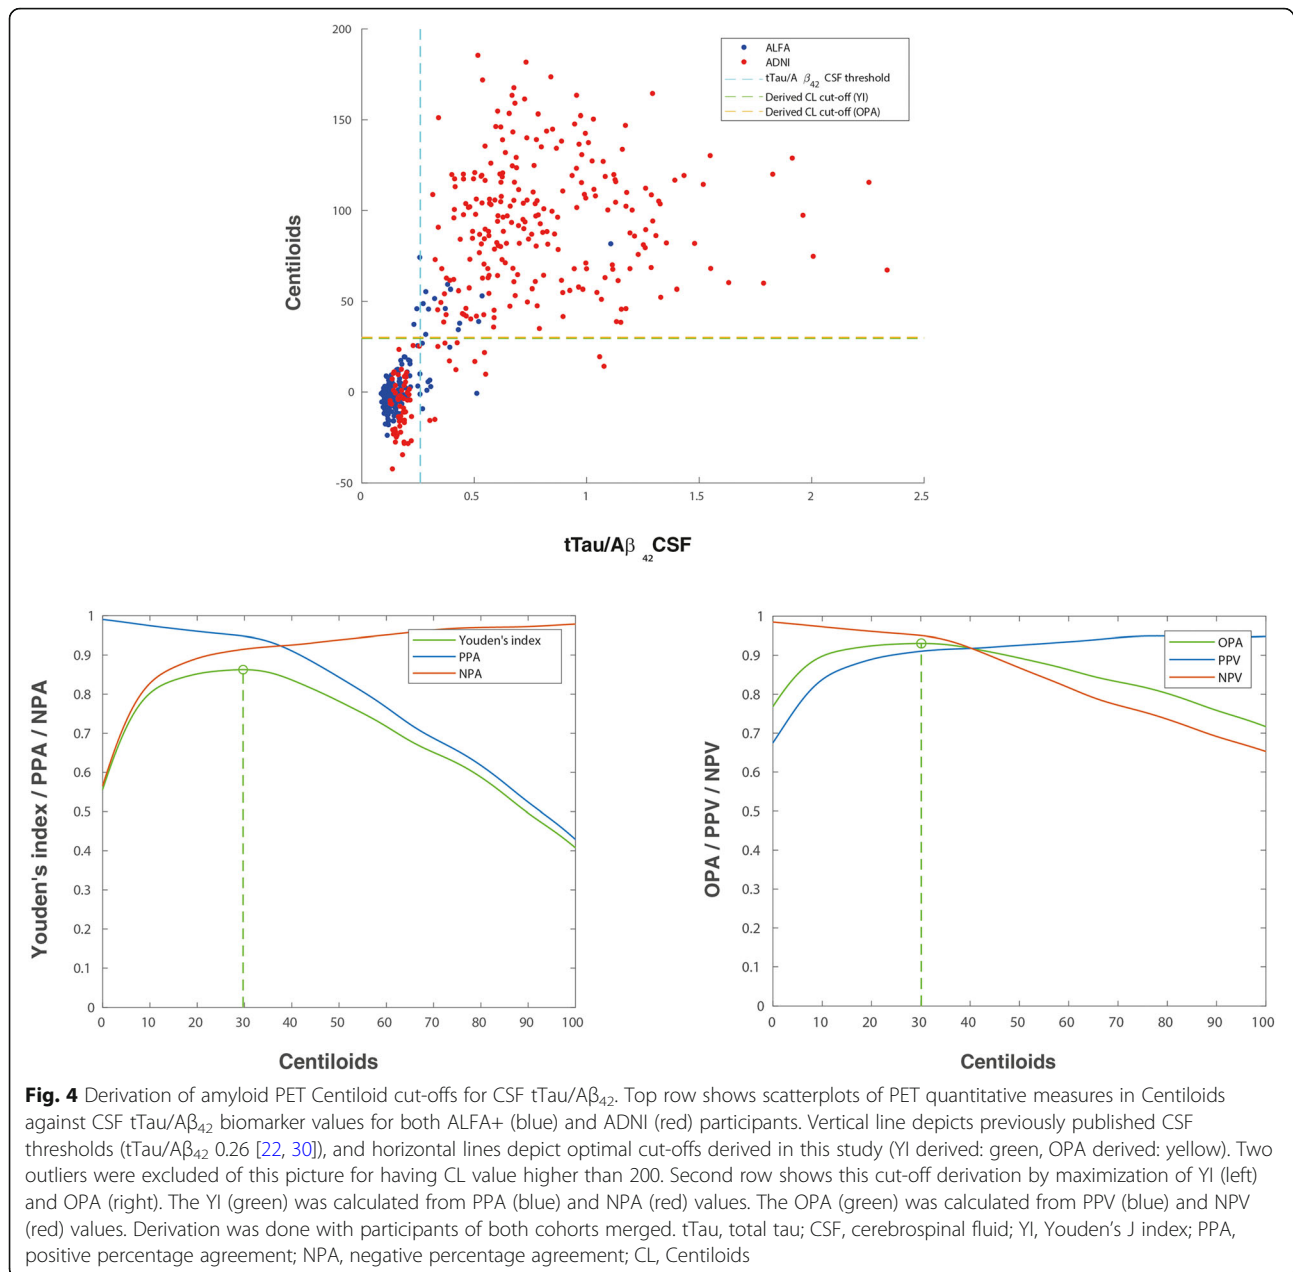 200
150
100
50
0
-50
Centiloids
0
0.5
1
1.5
2
2.5
tTau/Aβ 42CSF
ALFA
ADNI
tTau/A β42 CSF threshold
Derived CL cut-off (YI)
Derived CL cut-off (OPA)
1
0.9
0.8
0.7
0.6
0.5
0.4
0.3
0.2
0.1
0
Youden's index / PPA / NPA
0 10 20 30 40 50 60 70 80 90 100
Centiloids
Youden's index
PPA
NPA
1
0.9
0.8
0.7
0.6
0.5
0.4
0.3
0.2
0.1
0
OPA / PPV / NPV
0 10 20 30 40 50 60 70 80 90 100
Centiloids
OPA
PPV
NPV
Fig. 4 Derivation of amyloid PET Centiloid cut-offs for CSF tTau/Aβ42. Top row shows scatterplots of PET quantitative measures in Centiloids
against CSF tTau/Aβ42 biomarker values for both ALFA+ (blue) and ADNI (red) participants. Vertical line depicts previously published CSF
thresholds (tTau/Aβ42 0.26 [22, 30]), and horizontal lines depict optimal cut-offs derived in this study (YI derived: green, OPA derived: yellow). Two
outliers were excluded of this picture for having CL value higher than 200. Second row shows this cut-off derivation by maximization of YI (left)
and OPA (right). The YI (green) was calculated from PPA (blue) and NPA (red) values. The OPA (green) was calculated from PPV (blue) and NPV
(red) values. Derivation was done with participants of both cohorts merged. tTau, total tau; CSF, cerebrospinal fluid; YI, Youden's J index; PPA,
positive percentage agreement; NPA, negative percentage agreement; CL, Centiloids